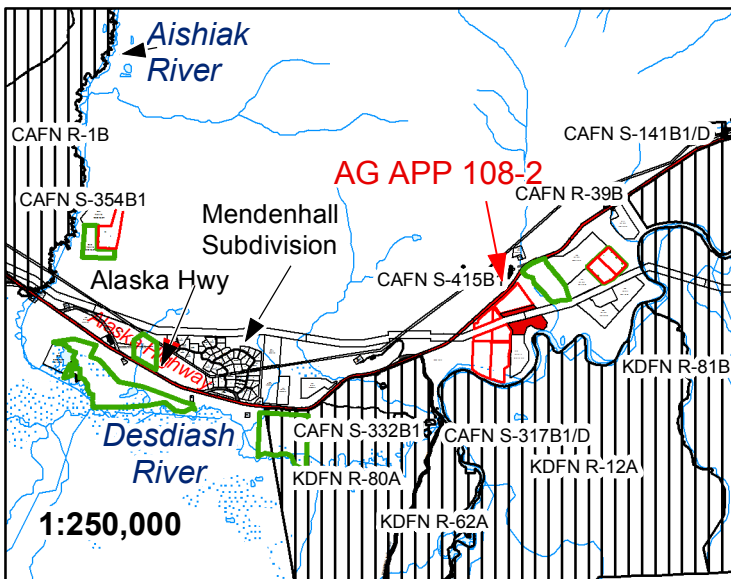 Aishiak
River
CAFN R-1B
CAFN S-141B1/D
AG APP 108-2
CAFN R-39B
CAFN S-354B1
Mendenhall
Subdivision
Alaska Hwy
CAFN S-415B1
Alaska Highway
KDFN R-81B
Desdiash
River
CAFN S-332B1
CAFN S-317B1/D
KDFN R-80A
KDFN R-12A
1:250,000
KDFN R-62A